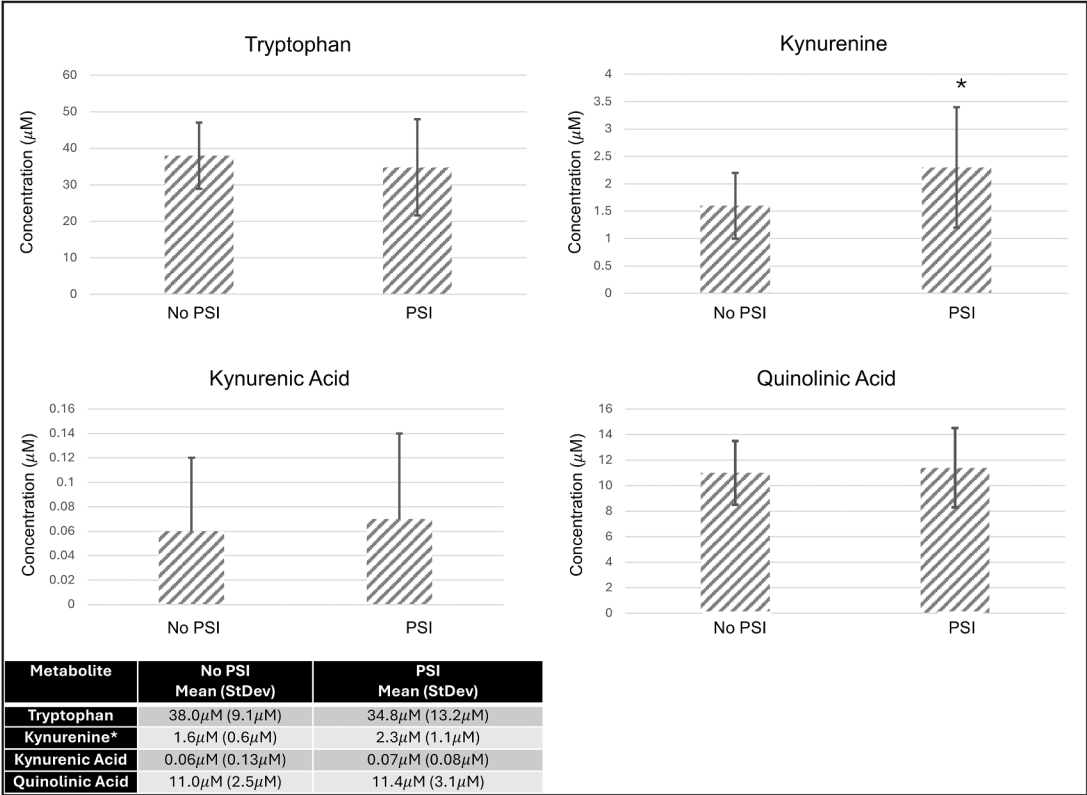 Tryptophan
Concentration (µM)
60
50
40
30
20
10
0
No PSI PSI
Kynurenine
Concentration (µM)
4
3.5
3
2.5
2
1.5
1
0.5
0
*
No PSI PSI
Kynurenic Acid
Concentration (µM)
0.16
0.14
0.12
0.1
0.08
0.06
0.04
0.02
0
No PSI PSI
Quinolinic Acid
Concentration (µM)
16
14
12
10
8
6
4
2
0
No PSI PSI
Metabolite No PSI PSI
Mean (StDev) Mean (StDev)
Tryptophan 38.0µM (9.1µM) 34.8µM (13.2µM)
Kynurenine* 1.6µM (0.6µM) 2.3µM (1.1µM)
Kynurenic Acid 0.06µM (0.13µM) 0.07µM (0.08µM)
Quinolinic Acid 11.0µM (2.5µM) 11.4µM (3.1µM)